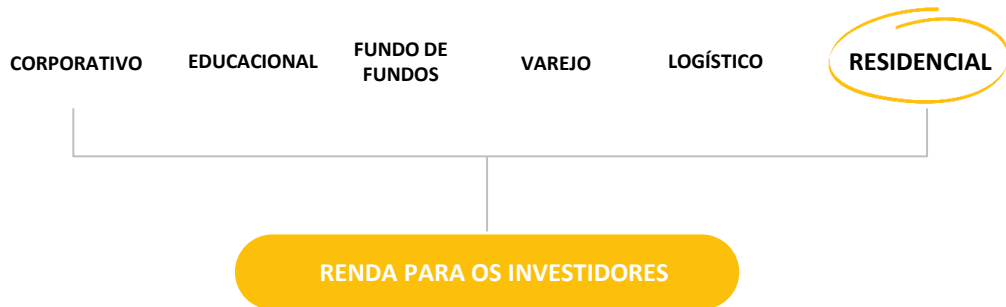 CORPORATIVO
EDUCACIONAL
FUNDO DE
FUNDOS
VAREJO
LOGÍSTICO
RESIDENCIAL
RENDA PARA OS INVESTIDORES